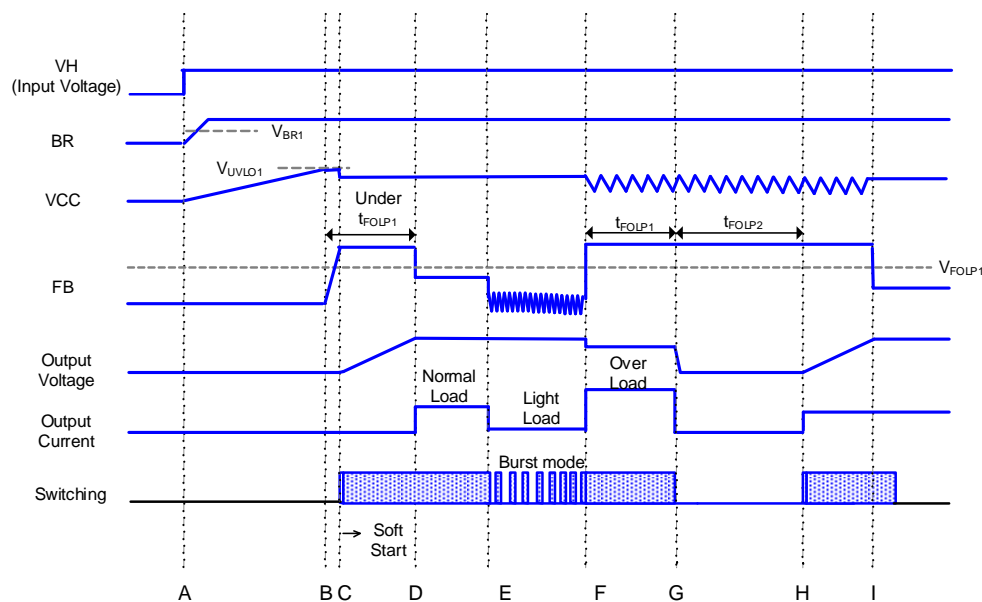 VH
(Input Voltage)
BR
VBR1
VUVLO1
VCC
Under
tFOLP1
tFOLP1
tFOLP2
VFOLP1
FB
Output
Voltage
Normal
Load
Light
Load
Over
Load
Output
Current
Burst mode
Switching
Soft
Start
A B C D E F G H I